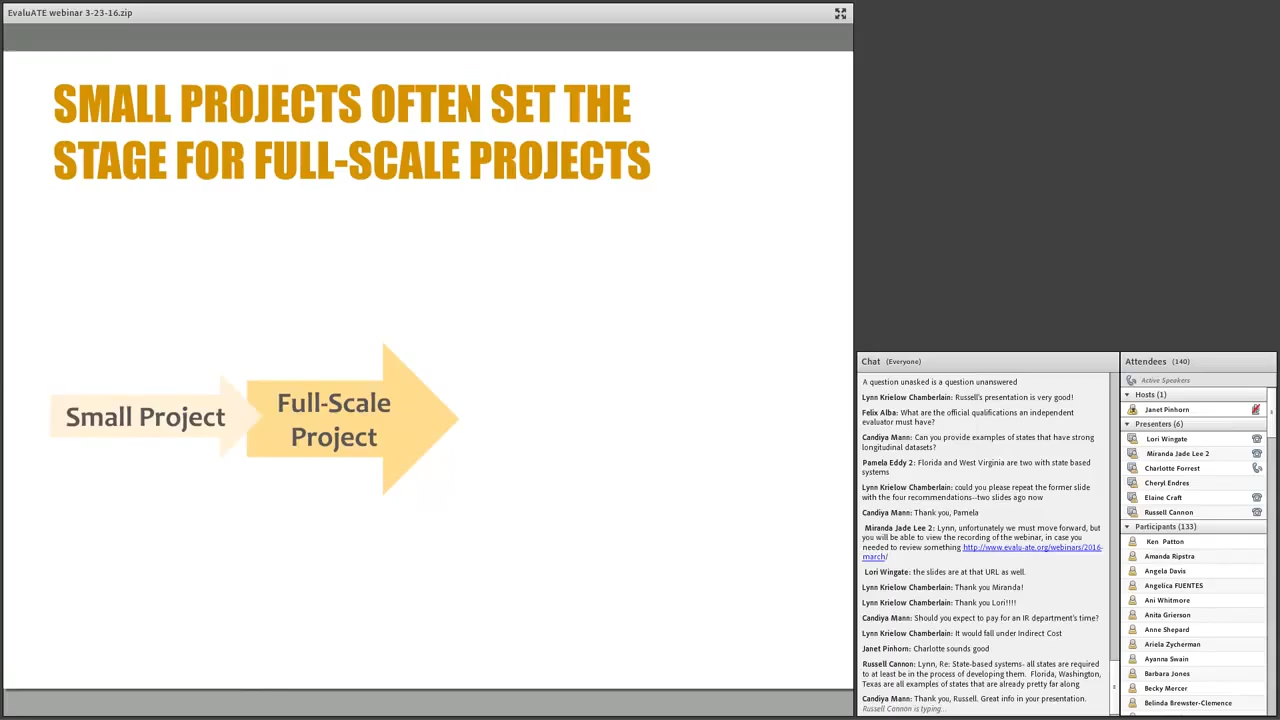 EvaluATE webinar 3-23-16.zip
SMALL PROJECTS OFTEN SET THE
STAGE FOR FULL-SCALE PROJECTS
Small Project
Full-Scale
Project
Chat (Everyone)
A question unasked is a question unanswered
Lynn Krielow Chamberlain: Russell's presentation is very good!
Felix Alba: What are the official qualifications an independent
evaluator must have?
Candiya Mann: Can you provide examples of states that have strong
longitudinal datasets?
Pamela Eddy 2: Florida and West Virginia are two with state based
systems
Lynn Krielow Chamberlain: could you please repeat the former slide
with the four recommendations--two slides ago now
Candiya Mann: Thank you, Pamela
Miranda Jade Lee 2: Lynn, unfortunately we must move forward, but
you will be able to view the recording of the webinar, in case you
needed to review something http://www.evalu-ate.org/webinars/2016-
march/
Lori Wingate: the slides are at that URL as well.
Lynn Krielow Chamberlain: Thank you Miranda!
Lynn Krielow Chamberlain: Thank you Lori!!!!
Candiya Mann: Should you expect to pay for an IR department's time?
Lynn Krielow Chamberlain: It would fall under Indirect Cost
Janet Pinhorn: Charlotte sounds good
Russell Cannon: Lynn, Re: State-based systems- all states are required
to at least be in the process of developing them. Florida, Washington,
Texas are all examples of states that are already pretty far along
Candiya Mann: Thank you, Russell. Great info in your presentation.
Russell Cannon is typing...
Attendees (140)
Active Speakers
Hosts (1)
Janet Pinhorn
Presenters (6)
Lori Wingate
Miranda Jade Lee 2
Charlotte Forrest
Cheryl Endres
Elaine Craft
Russell Cannon
Participants (133)
Ken Patton
Amanda Ripstra
Angela Davis
Angelica FUENTES
Ani Whitmore
Anita Grierson
Anne Shepard
Ariela Zycherman
Ayanna Swain
Barbara Jones
Becky Mercer
Belinda Brewster-Clemence